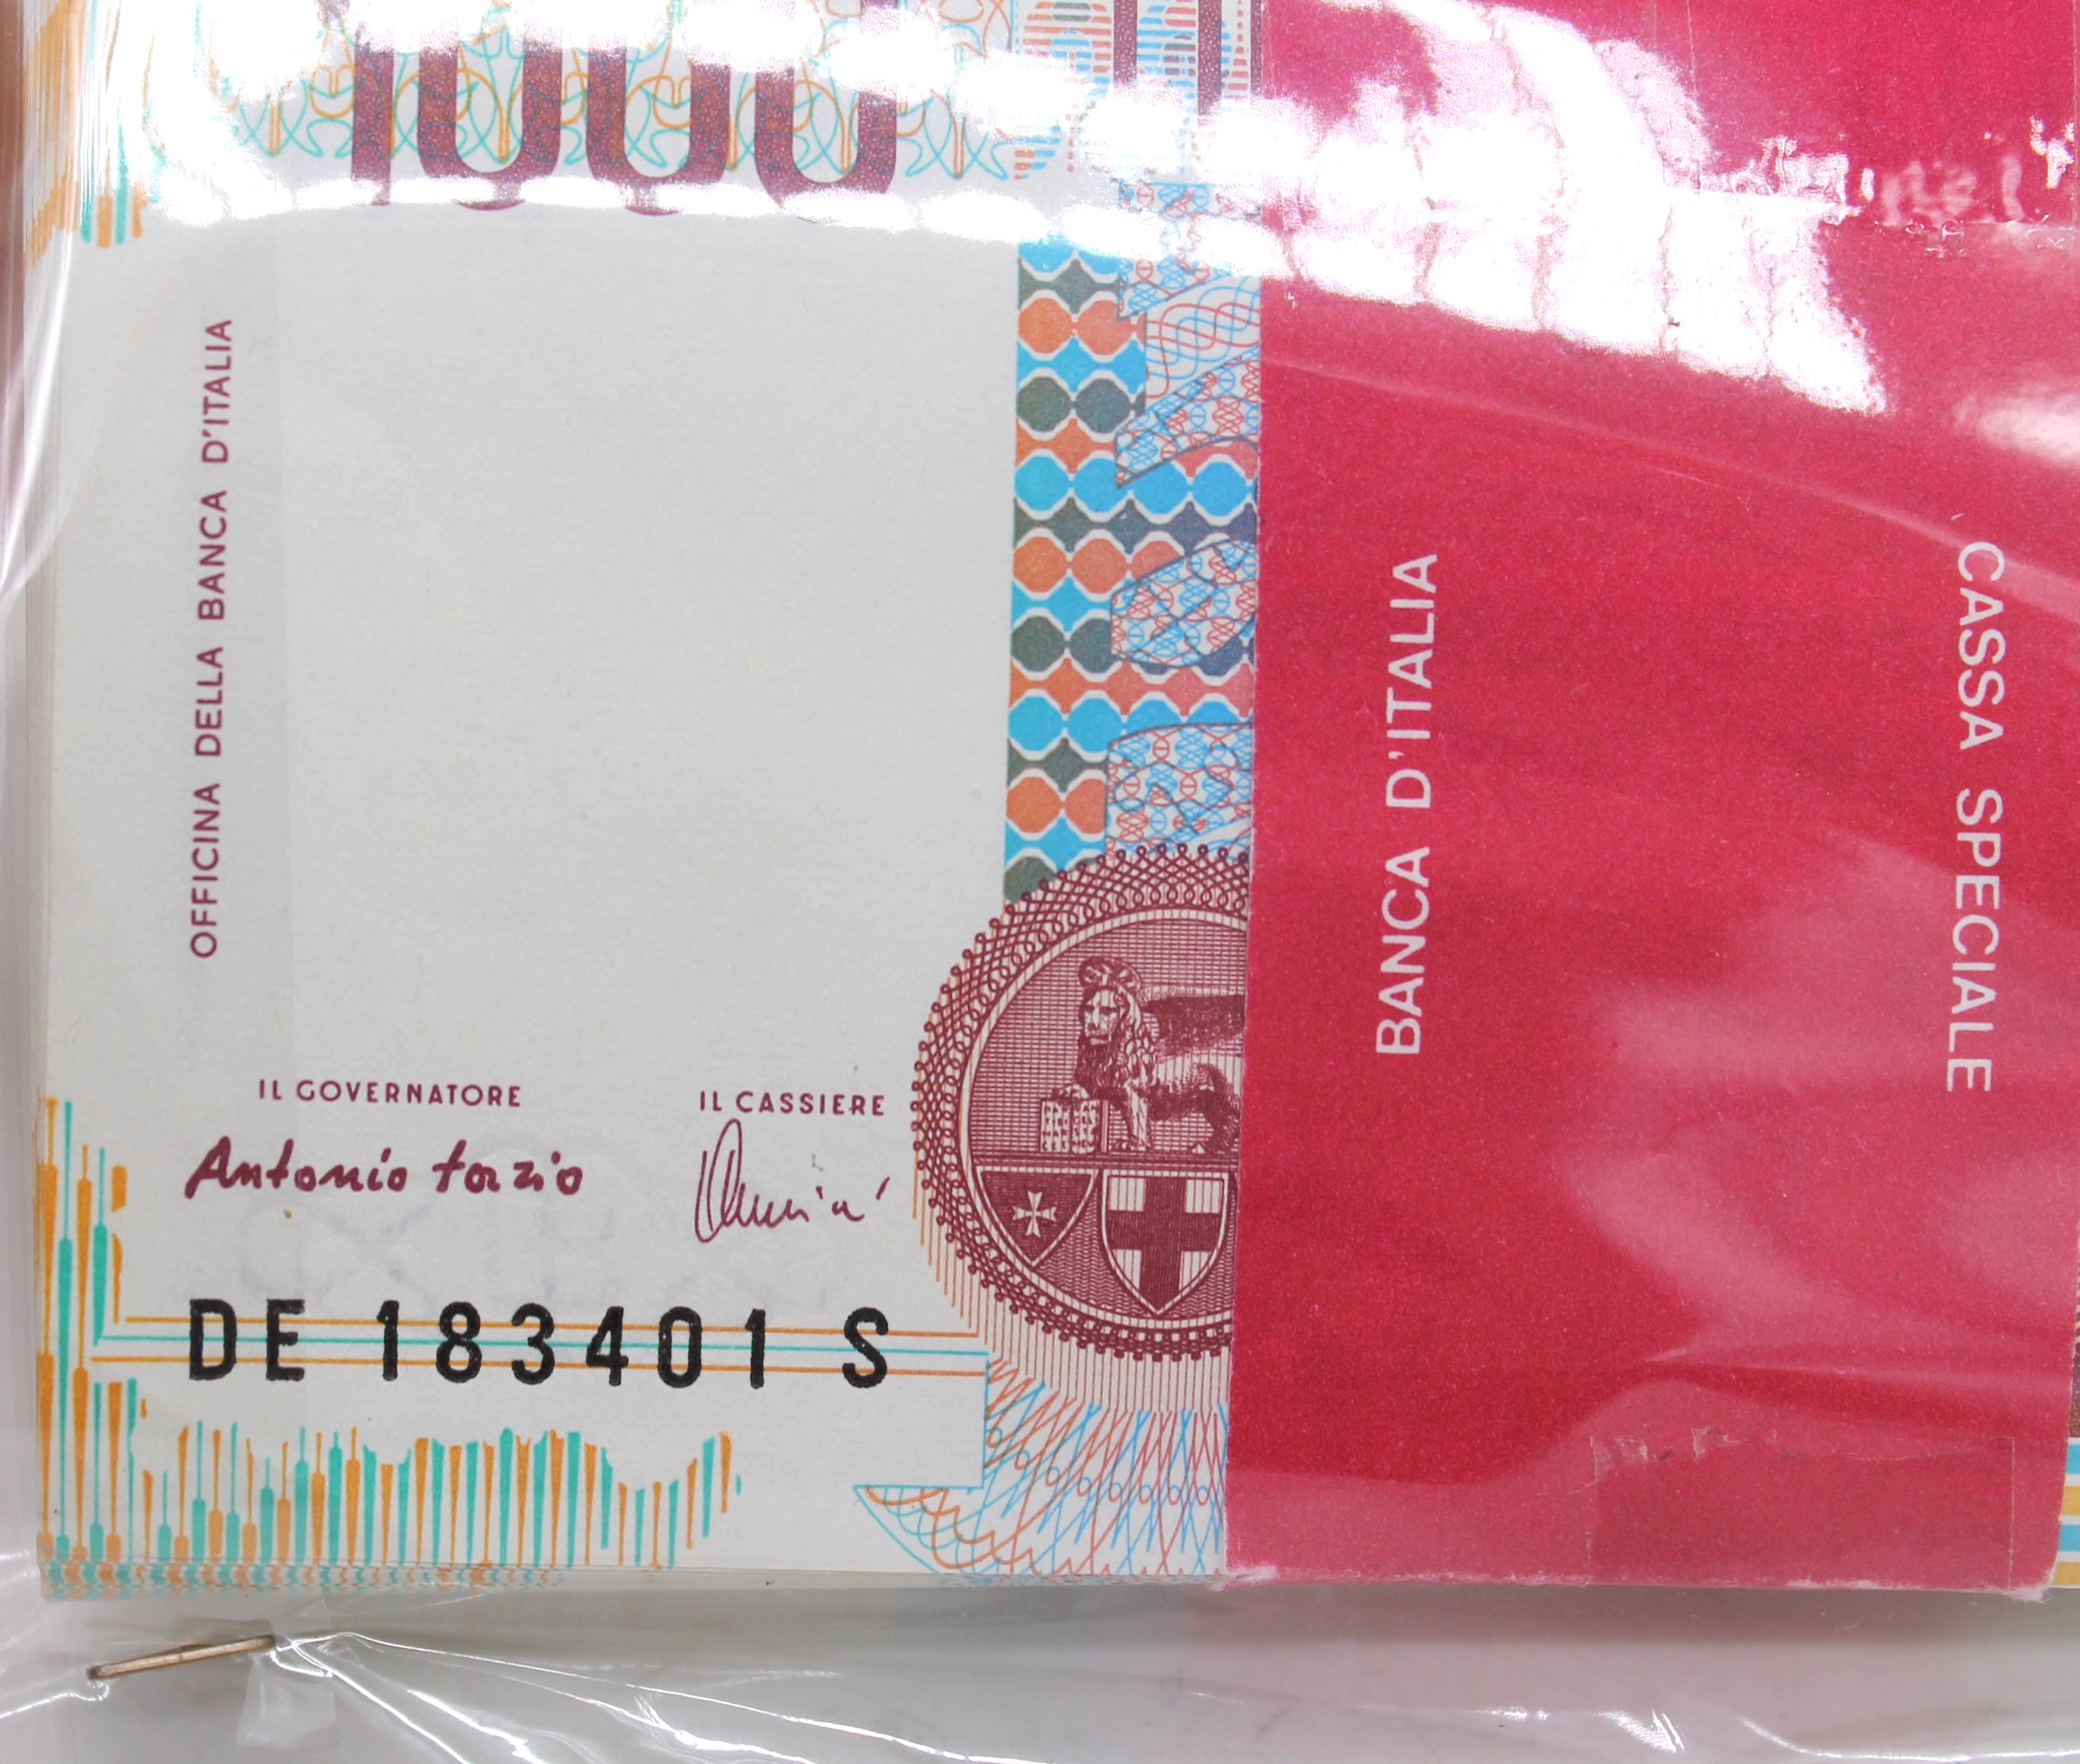 1000
OFFICINA DELLA BANCA D'ITALIA
IL GOVERNATORE
IL CASSIERE
Antonio Fazio
DE 183401 S
BANCA D'ITALIA
CASSA SPECIALE